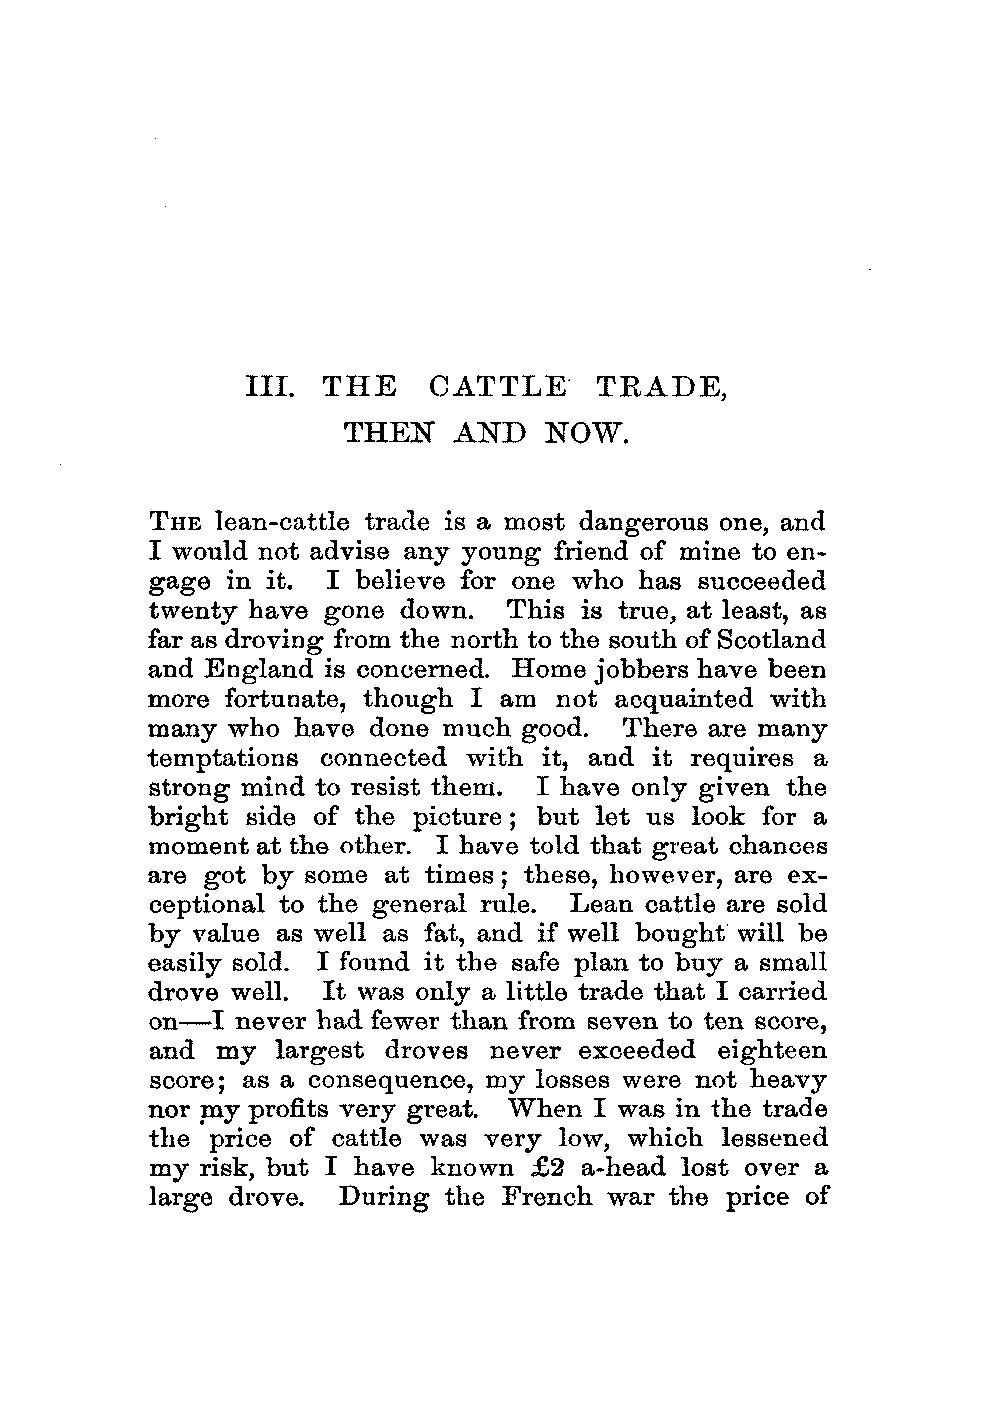 III. THE CATTLE TRADE,
THEN AND NOW.
THE lean-cattle trade is a most dangerous one, and
I would not advise any young friend of mine to en-
gage in it. I believe for one who has succeeded
twenty have gone down. This is true, at least, as
far as droving from the north to the south of Scotland
and England is concerned. Home jobbers have been
more fortunate, though I am not acquainted with
many who have done much good. There are many
temptations connected with it, and it requires a
strong mind to resist them. I have only given the
bright side of the picture; but let us look for a
moment at the other. I have told that great chances
are got by some at times; these, however, are ex-
ceptional to the general rule. Lean cattle are sold
by value as well as fat, and if well bought will be
easily sold. I found it the safe plan to buy a small
drove well. It was only a little trade that I carried
on—I never had fewer than from seven to ten score,
and my largest droves never exceeded eighteen
score; as a consequence, my losses were not heavy
nor my profits very great. When I was in the trade
the price of cattle was very low, which lessened
my risk, but I have known £2 a-head lost over a
large drove. During the French war the price of